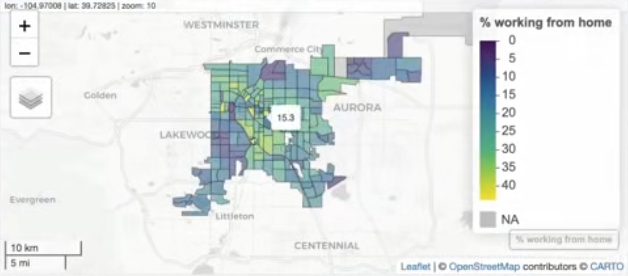 lon: -104.97008 | lat: 39.72825 | zoom: 10
+
−
WESTMINSTER
Commerce City
Golden
AURORA
15.3
LAKEWOOD
Evergreen
Littleton
CENTENNIAL
10 km
5 mi
% working from home
0
5
10
15
20
25
30
35
40
NA
% working from home
Leaflet | © OpenStreetMap contributors © CARTO